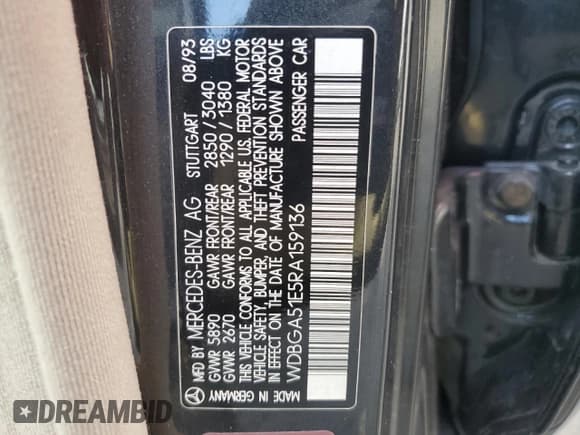 MFD BY MERCEDES-BENZ AG STUTTGART 08/93
GVWR 5890 GAWR FRONT/REAR 2850/3040 LBS
GVWR 2670 GAWR FRONT/REAR 1290/1380 KG
THIS VEHICLE CONFORMS TO ALL APPLICABLE U.S. FEDERAL MOTOR
VEHICLE SAFETY, BUMPER, AND THEFT PREVENTION STANDARDS
IN EFFECT ON THE DATE OF MANUFACTURE SHOWN ABOVE
WDBGA51E5RA159136 PASSENGER CAR
MADE IN GERMANY
DREAMBID